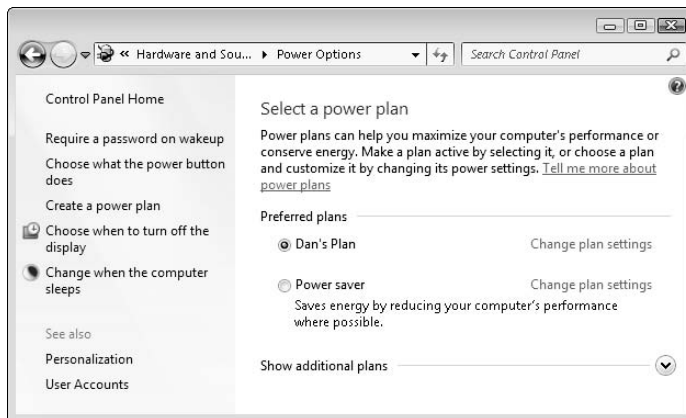 « Hardware and Sou... ▸ Power Options
Search Control Panel
Control Panel Home
Require a password on wakeup
Choose what the power button
does
Create a power plan
Choose when to turn off the
display
Change when the computer
sleeps
See also
Personalization
User Accounts
Select a power plan
Power plans can help you maximize your computer's performance or
conserve energy. Make a plan active by selecting it, or choose a plan
and customize it by changing its power settings. Tell me more about
power plans
Preferred plans
Dan's Plan Change plan settings
Power saver Change plan settings
Saves energy by reducing your computer's performance
where possible.
Show additional plans